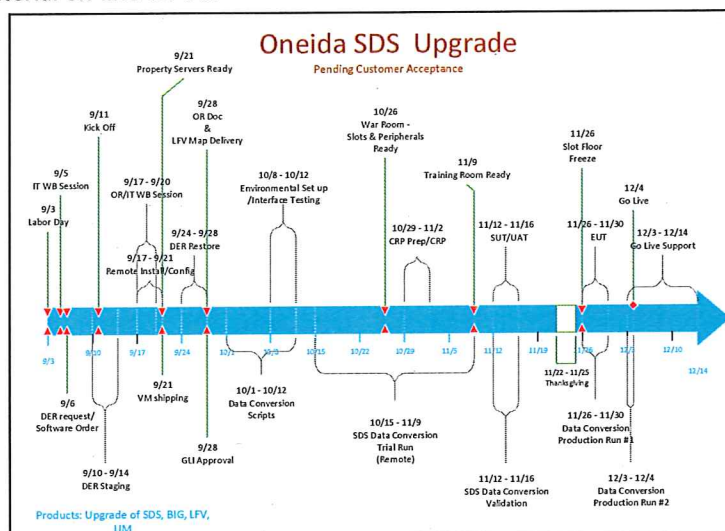 Oneida SDS Upgrade
Pending Customer Acceptance
9/21
Property Servers Ready
9/11
Kick Off
9/28
OR Doc
&
LFV Map Delivery
10/26
War Room -
Slots & Peripherals
Ready
11/26
Slot Floor
Freeze
9/5
IT WB Session
9/17 - 9/20
OR/IT WB Session
10/8 - 10/12
Environmental Set up
/Interface Testing
11/9
Training Room Ready
12/4
Go Live
9/3
Labor Day
9/24 - 9/28
DER Restore
9/17 - 9/21
Remote Install/Config
10/29 - 11/2
CRP Prep/CRP
11/12 - 11/16
SUT/UAT
11/26 - 11/30
EUT
12/3 - 12/14
Go Live Support
9/3
9/10
9/17
9/24
10/1
10/15
10/22
10/29
11/5
11/12
11/19
12/10
12/14
11/22 - 11/25
Thanksgiving
9/6
DER request/
Software Order
9/21
VM shipping
10/1 - 10/12
Data Conversion
Scripts
10/15 - 11/9
SDS Data Conversion
Trial Run
(Remote)
11/26 - 11/30
Data Conversion
Production Run #1
9/28
GLI Approval
9/10 - 9/14
DER Staging
11/12 - 11/16
SDS Data Conversion
Validation
12/3 - 12/4
Data Conversion
Production Run #2
Products: Upgrade of SDS, BIG, LFV,